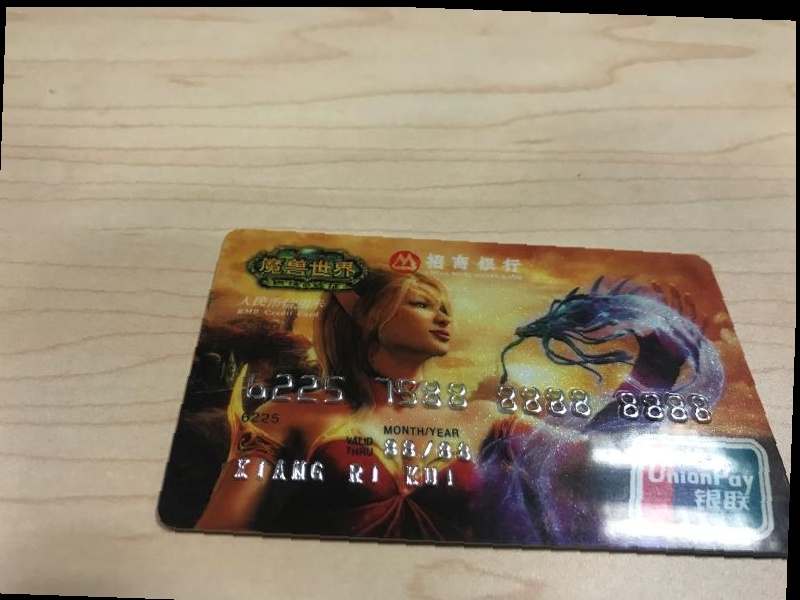 魔兽世界
招商银行
人民币信用卡
RMB Credit Card
6225 7588 8888 8888
6225
MONTH/YEAR
VALID THRU 88/88
XIANG RI KUI
UnionPay
银联